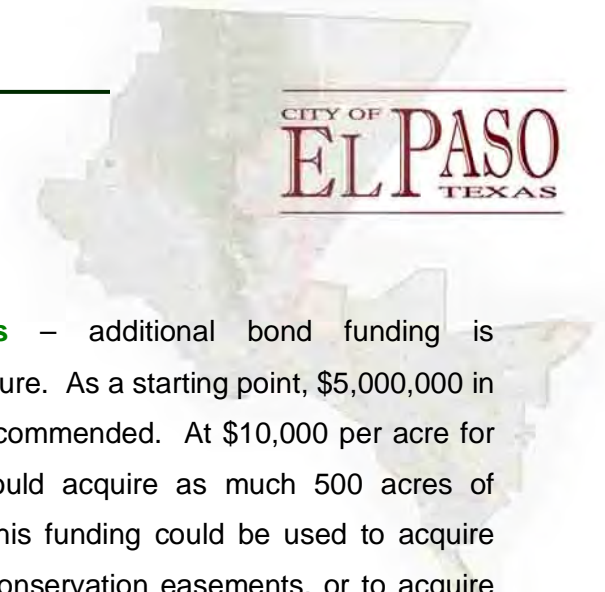 CITY OF
EL PASO
TEXAS
s – additional bond funding is
ure. As a starting point, $5,000,000 in
commended. At $10,000 per acre for
ould acquire as much 500 acres of
his funding could be used to acquire
onservation easements, or to acquire